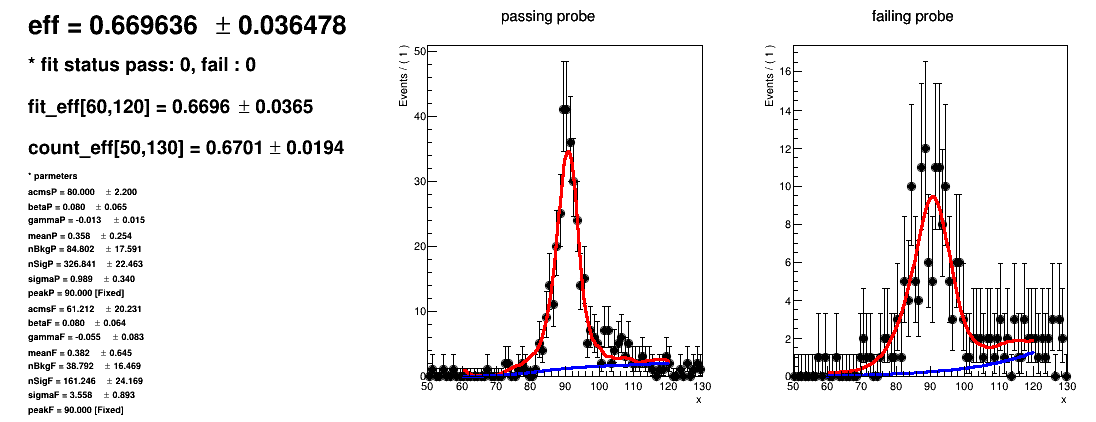 eff = 0.669636 ± 0.036478
* fit status pass: 0, fail : 0
fit_eff[60,120] = 0.6696 ± 0.0365
count_eff[50,130] = 0.6701 ± 0.0194
* parmeters
acmsP = 80.000 ± 2.200
betaP = 0.080 ± 0.065
gammaP = -0.013 ± 0.015
meanP = 0.358 ± 0.254
nBkgP = 84.802 ± 17.591
nSigP = 326.841 ± 22.463
sigmaP = 0.989 ± 0.340
peakP = 90.000 [Fixed]
acmsF = 61.212 ± 20.231
betaF = 0.080 ± 0.064
gammaF = -0.055 ± 0.083
meanF = 0.382 ± 0.645
nBkgF = 38.792 ± 16.469
nSigF = 161.246 ± 24.169
sigmaF = 3.558 ± 0.893
peakF = 90.000 [Fixed]
passing probe
Events / ( 1 )
50
40
30
20
10
0
50 60 70 80 90 100 110 120 130
x
failing probe
Events / ( 1 )
16
14
12
10
8
6
4
2
0
50 60 70 80 90 100 110 120 130
x